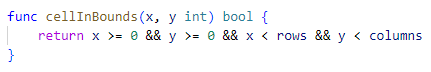 func cellInBounds(x, y int) bool {
    return x >= 0 && y >= 0 && x < rows && y < columns
}